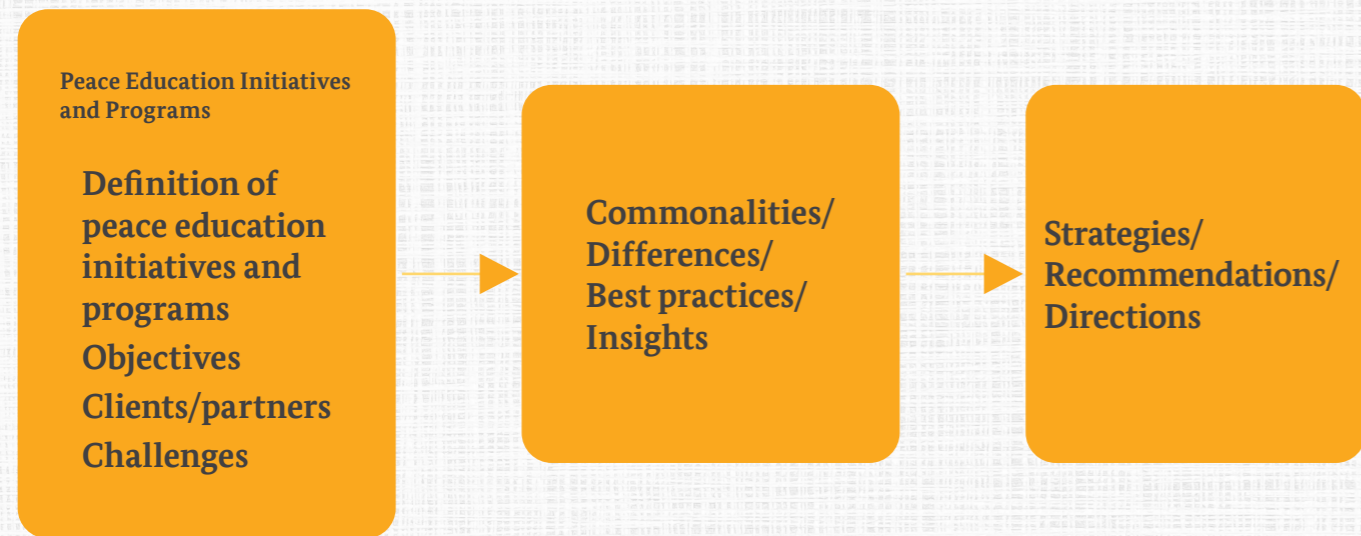 Peace Education Initiatives
and Programs
Definition of
peace education
initiatives and
programs
Objectives
Clients/partners
Challenges
Commonalities/
Differences/
Best practices/
Insights
Strategies/
Recommendations/
Directions